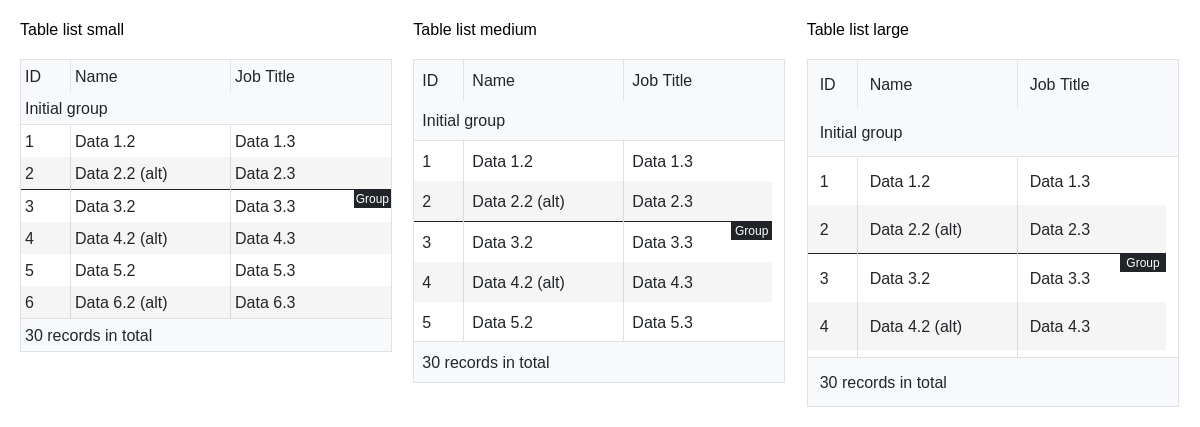 Table list small
ID Name Job Title
Initial group
1 Data 1.2 Data 1.3
2 Data 2.2 (alt) Data 2.3
Group
3 Data 3.2 Data 3.3
4 Data 4.2 (alt) Data 4.3
5 Data 5.2 Data 5.3
6 Data 6.2 (alt) Data 6.3
30 records in total
Table list medium
ID Name Job Title
Initial group
1 Data 1.2 Data 1.3
2 Data 2.2 (alt) Data 2.3
Group
3 Data 3.2 Data 3.3
4 Data 4.2 (alt) Data 4.3
5 Data 5.2 Data 5.3
30 records in total
Table list large
ID Name Job Title
Initial group
1 Data 1.2 Data 1.3
2 Data 2.2 (alt) Data 2.3
Group
3 Data 3.2 Data 3.3
4 Data 4.2 (alt) Data 4.3
30 records in total